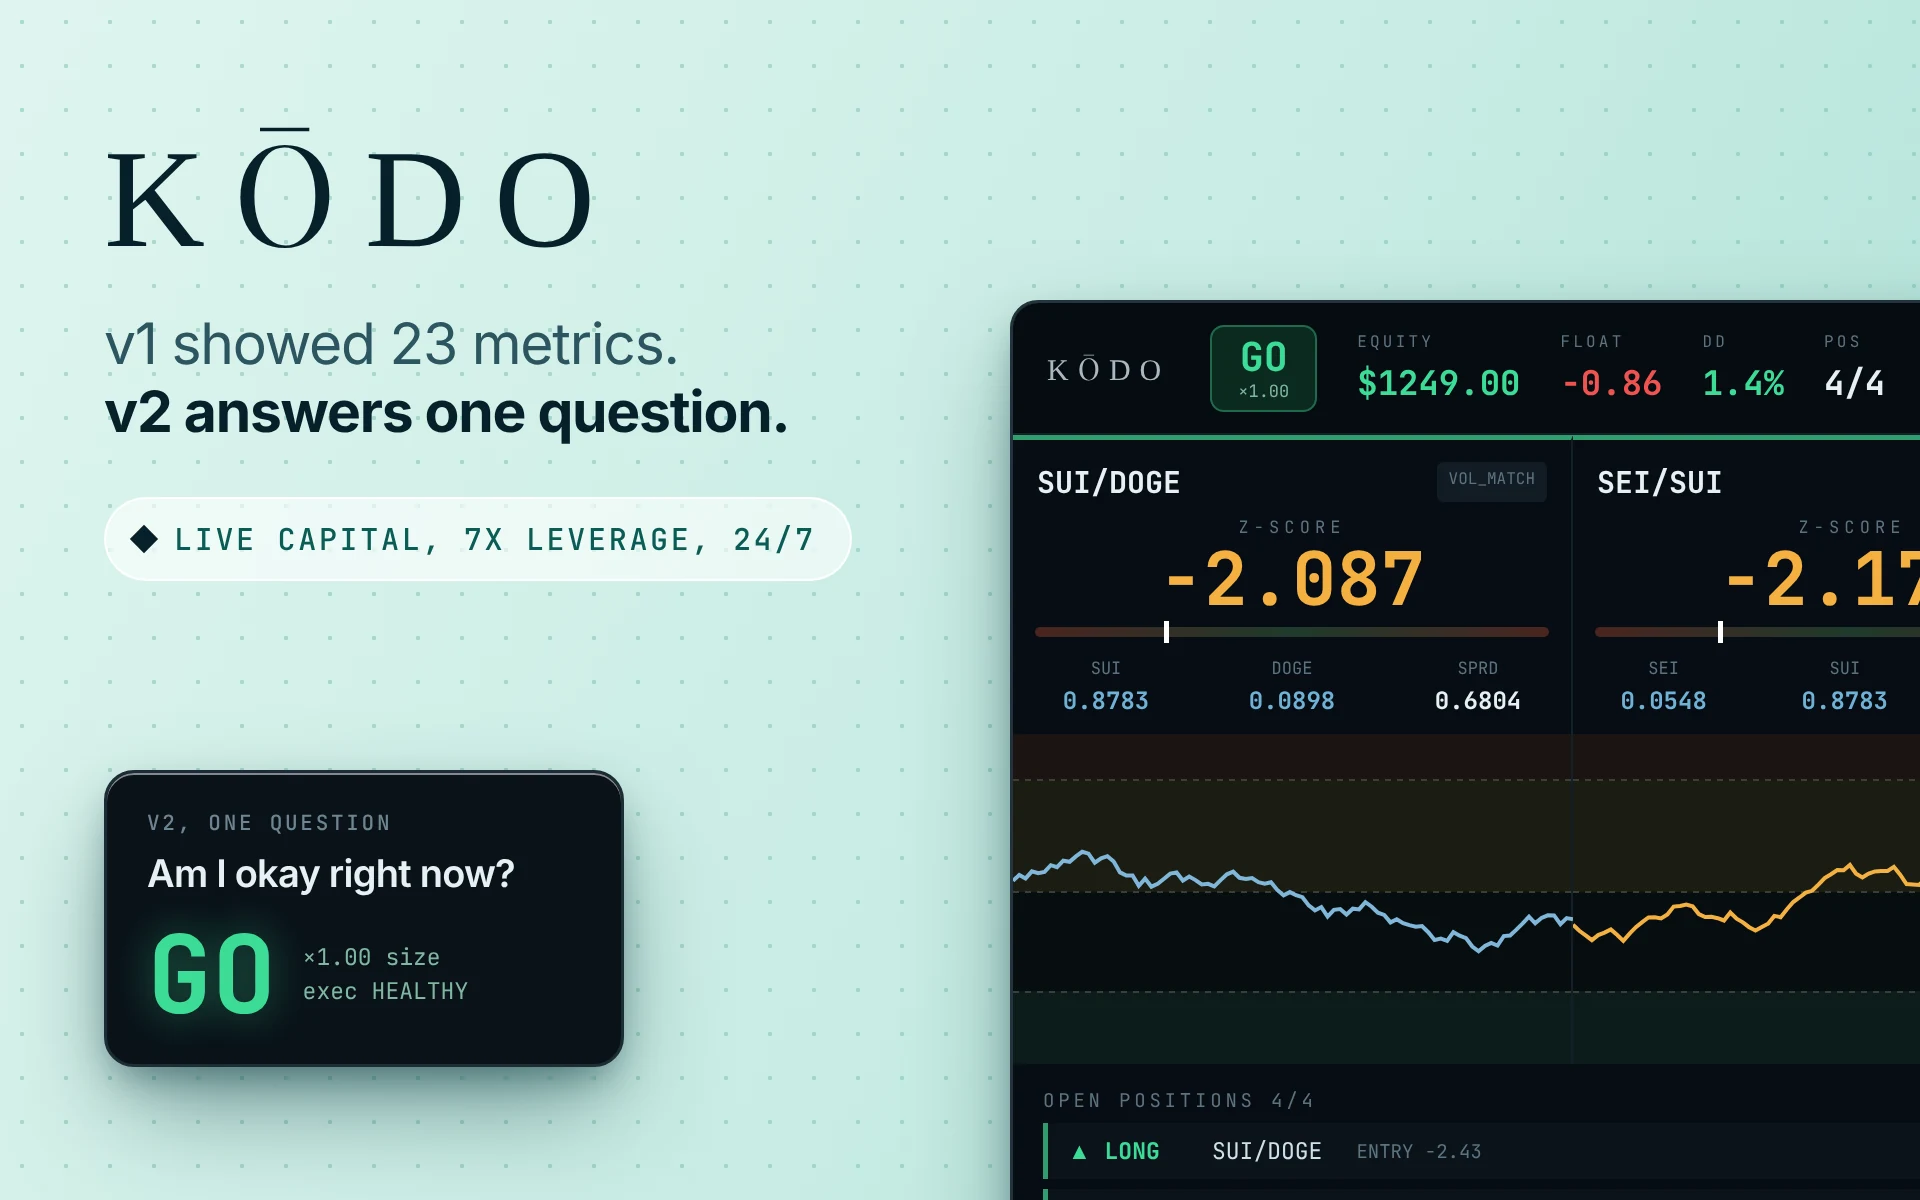 KŌDO
v1 showed 23 metrics.
v2 answers one question.
LIVE CAPITAL, 7X LEVERAGE, 24/7
V2, ONE QUESTION
Am I okay right now?
GO
×1.00 size
exec HEALTHY
KŌDO
GO
×1.00
EQUITY
$1249.00
FLOAT
-0.86
DD
1.4%
POS
4/4
SUI/DOGE
VOL_MATCH
Z-SCORE
-2.087
SUI
0.8783
DOGE
0.0898
SPRD
0.6804
SEI/SUI
Z-SCORE
-2.17
SEI
0.0548
SUI
0.8783
OPEN POSITIONS 4/4
▲ LONG SUI/DOGE ENTRY -2.43